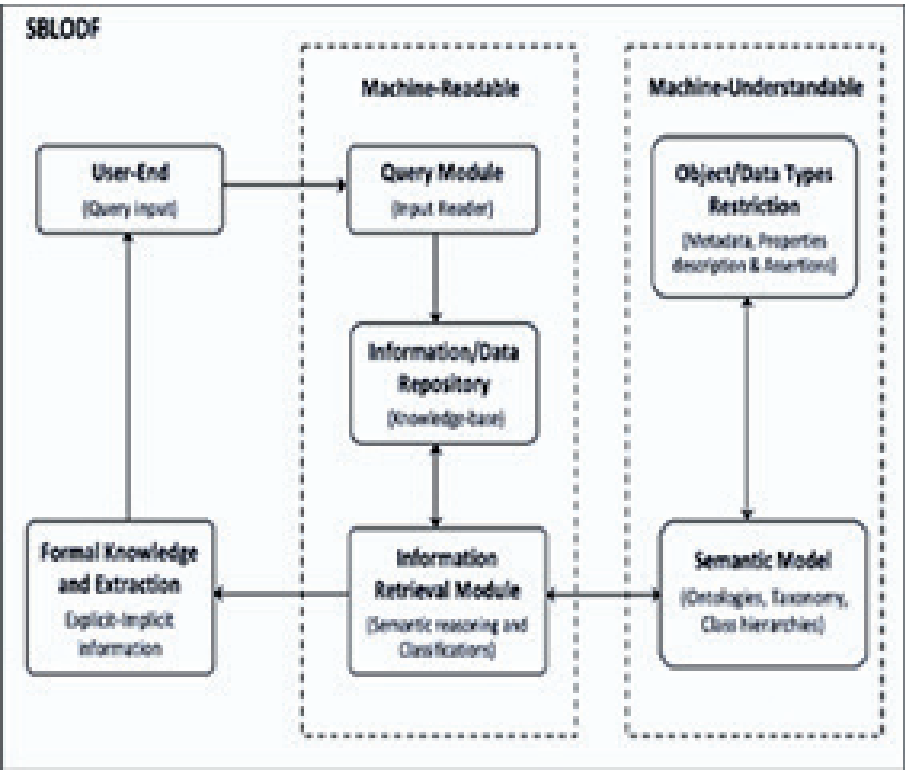 SBLODF
Machine-Readable
Machine-Understandable
User-End
(Query input)
Query Module
(Input Reader)
Object/Data Types
Restriction
(Metadata, Properties
description & Assertions)
Information/Data
Repository
(Knowledge-base)
Formal Knowledge
and Extraction
Explicit-Implicit
information
Information
Retrieval Module
(Semantic reasoning and
Classifications)
Semantic Model
(Ontologies, Taxonomy,
Class hierarchies)